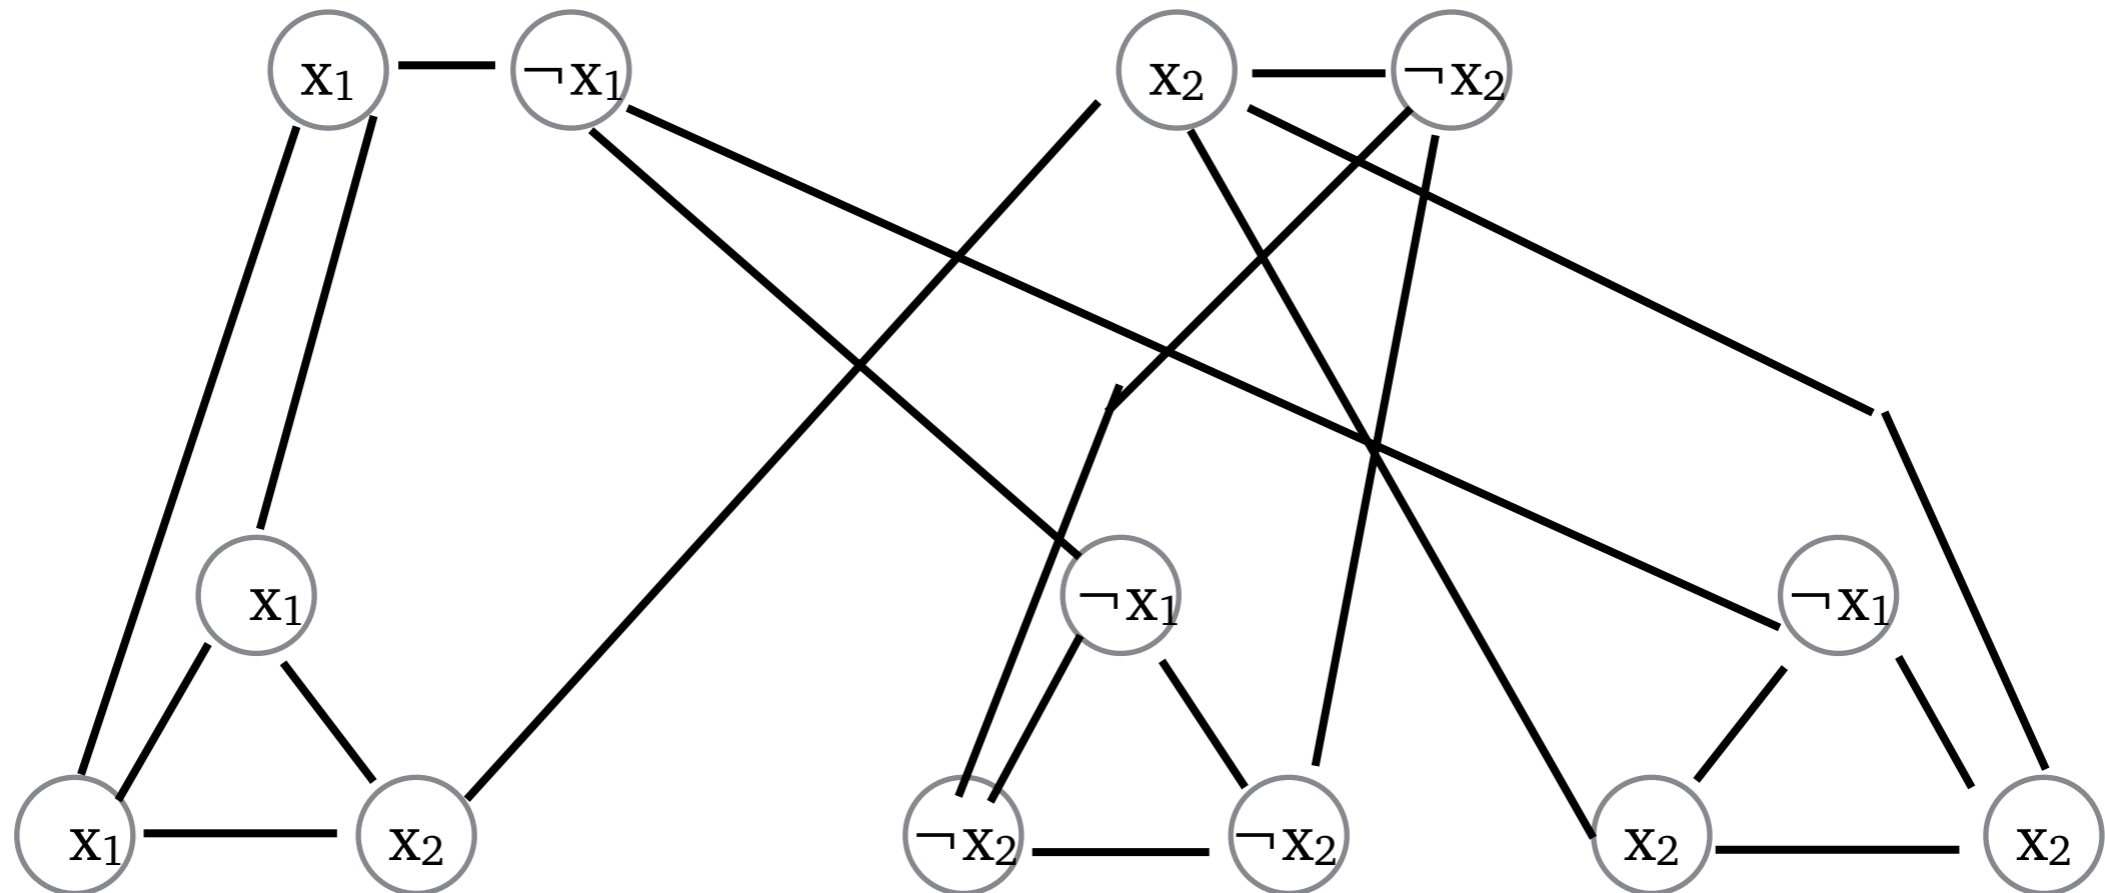 x₁ ¬x₁ x₂ ¬x₂
x₁ ¬x₁ ¬x₁
x₁ x₂ ¬x₂ ¬x₂ x₂ x₂